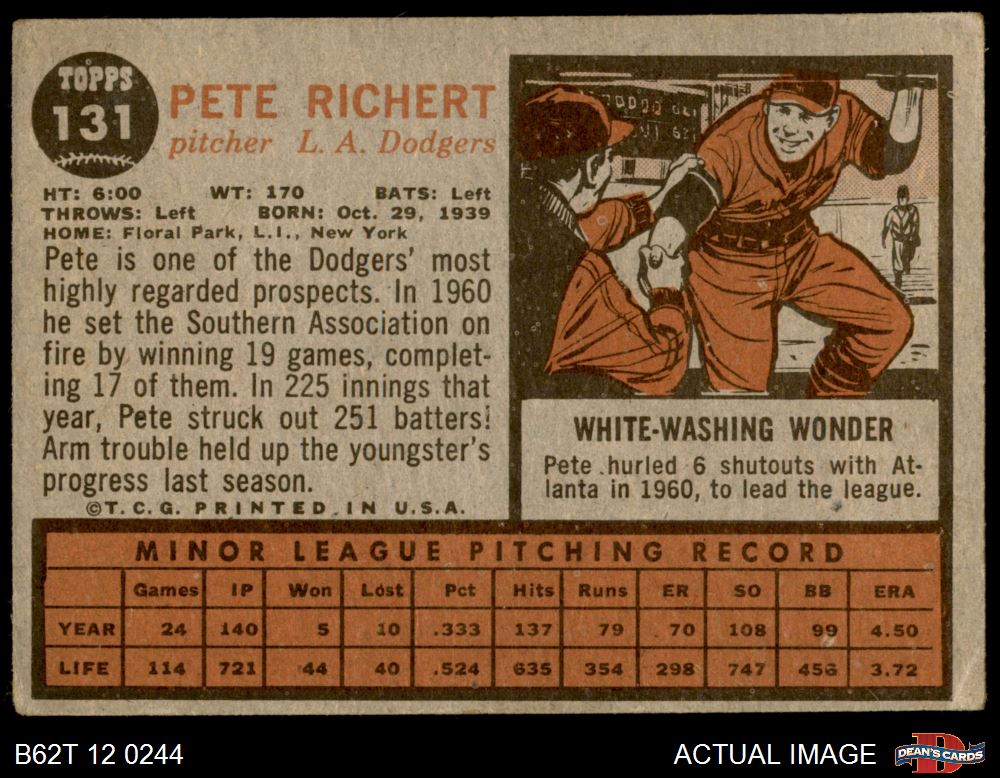 TOPPS
131
PETE RICHERT
pitcher L. A. Dodgers
HT: 6:00 WT: 170 BATS: Left
THROWS: Left BORN: Oct. 29, 1939
HOME: Floral Park, L.I., New York
Pete is one of the Dodgers' most
highly regarded prospects. In 1960
he set the Southern Association on
fire by winning 19 games, complet-
ing 17 of them. In 225 innings that
year, Pete struck out 251 batters!
Arm trouble held up the youngster's
progress last season.
©T.C.G. PRINTED IN U.S.A.
WHITE-WASHING WONDER
Pete hurled 6 shutouts with At-
lanta in 1960, to lead the league.
MINOR LEAGUE PITCHING RECORD
Games IP Won Lost Pct Hits Runs ER SO BB ERA
YEAR 24 140 5 10 .333 137 79 70 108 99 4.50
LIFE 114 721 44 40 .524 635 354 298 747 456 3.72
B62T 12 0244
ACTUAL IMAGE
DEAN'S CARDS